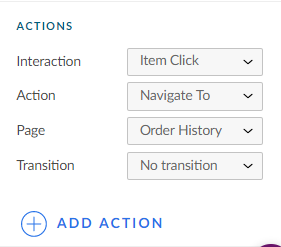 ACTIONS
Interaction Item Click
Action Navigate To
Page Order History
Transition No transition
ADD ACTION